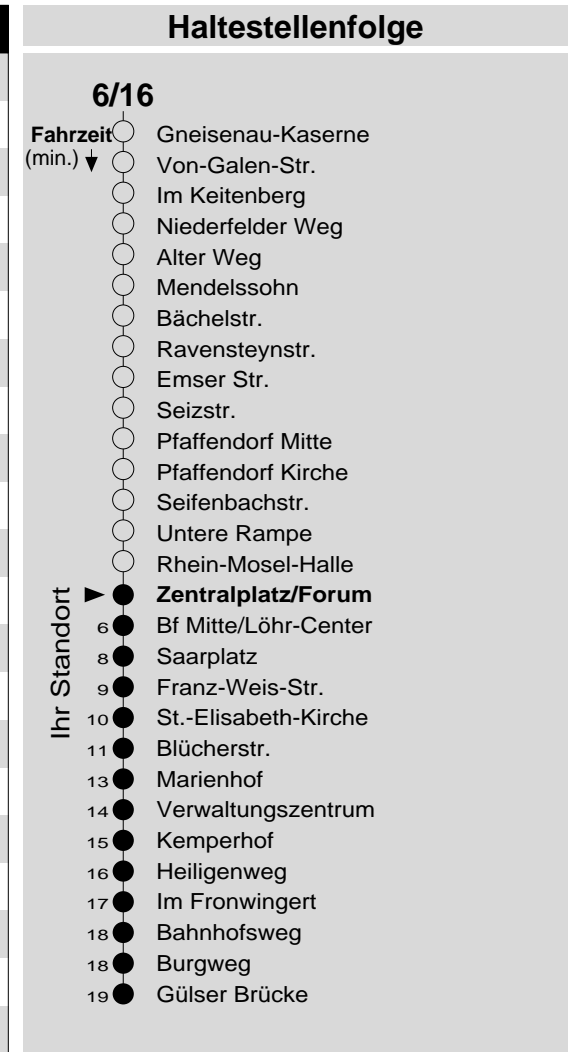 Haltestellenfolge
6/16
Fahrzeit Gneisenau-Kaserne
(min.) Von-Galen-Str.
Im Keitenberg
Niederfelder Weg
Alter Weg
Mendelssohn
Bächelstr.
Ravensteynstr.
Emser Str.
Seizstr.
Pfaffendorf Mitte
Pfaffendorf Kirche
Seifenbachstr.
Untere Rampe
Rhein-Mosel-Halle
Ihr Standort
Zentralplatz/Forum
6 Bf Mitte/Löhr-Center
8 Saarplatz
9 Franz-Weis-Str.
10 St.-Elisabeth-Kirche
11 Blücherstr.
13 Marienhof
14 Verwaltungszentrum
15 Kemperhof
16 Heiligenweg
17 Im Fronwingert
18 Bahnhofsweg
18 Burgweg
19 Gülser Brücke